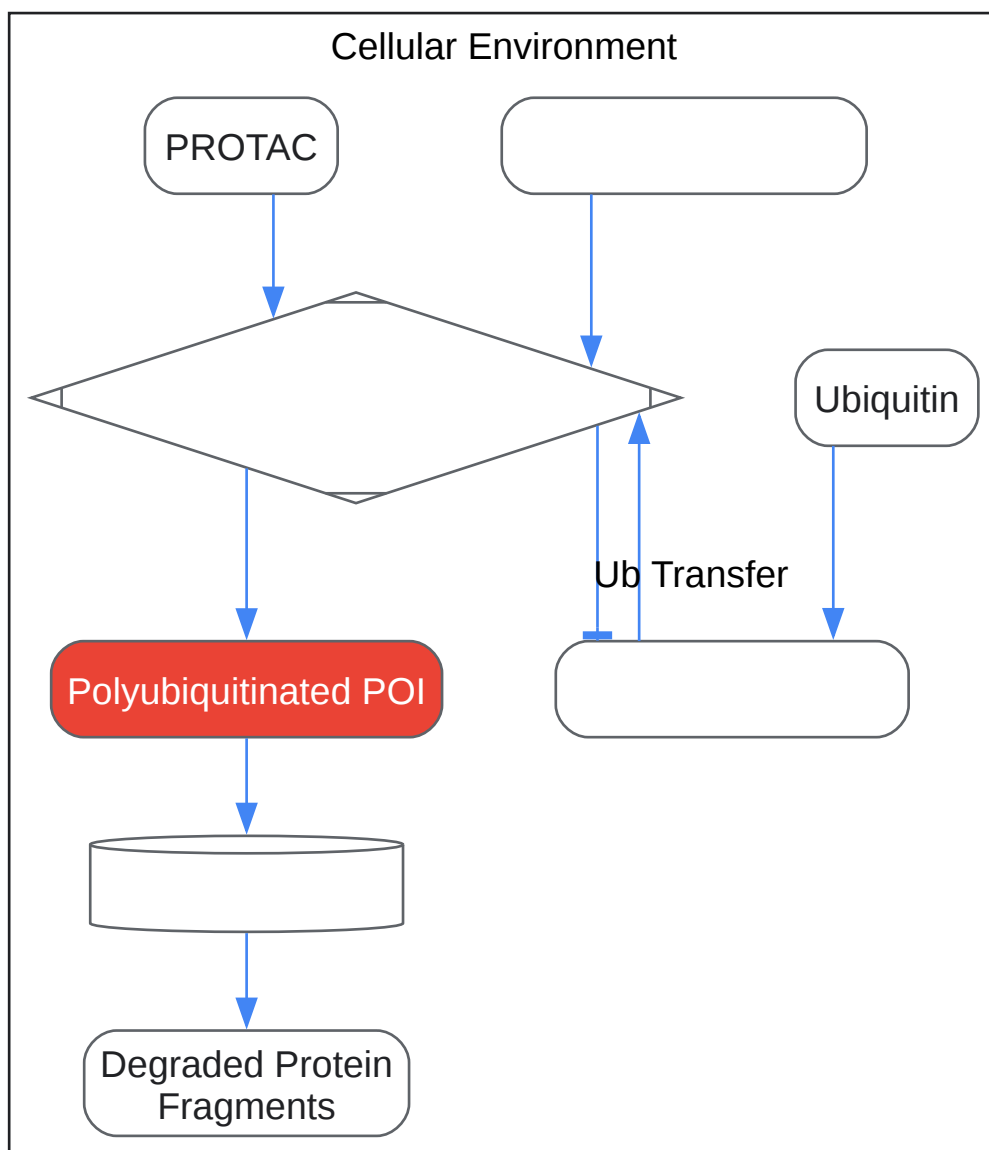 Cellular Environment
PROTAC
Ubiquitin
Ub Transfer
Polyubiquitinated POI
Degraded Protein
Fragments